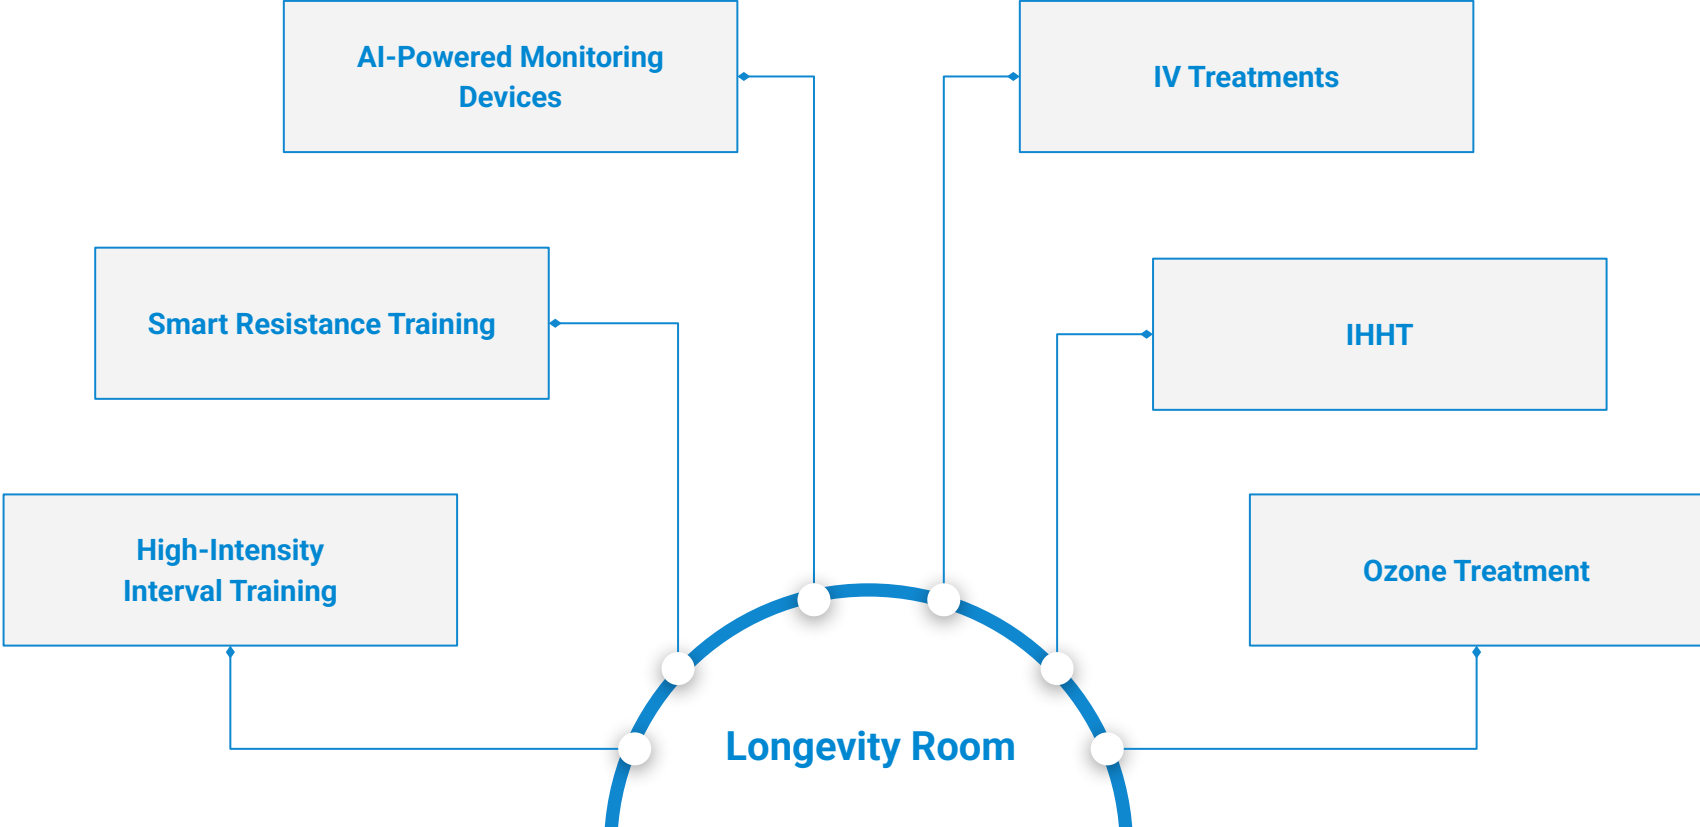 AI-Powered Monitoring
Devices
IV Treatments
Smart Resistance Training
IHHT
High-Intensity
Interval Training
Ozone Treatment
Longevity Room